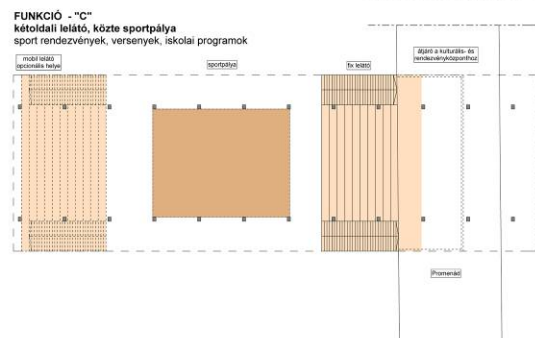 FUNKCIÓ - "C"
kétoldali lelátó, közte sportpálya
sport rendezvények, versenyek, iskolai programok
mobil lelátó
opcionális helye
sportpálya
fix lelátó
átjáró a kulturális- és
rendezvényközponthoz
Promenád